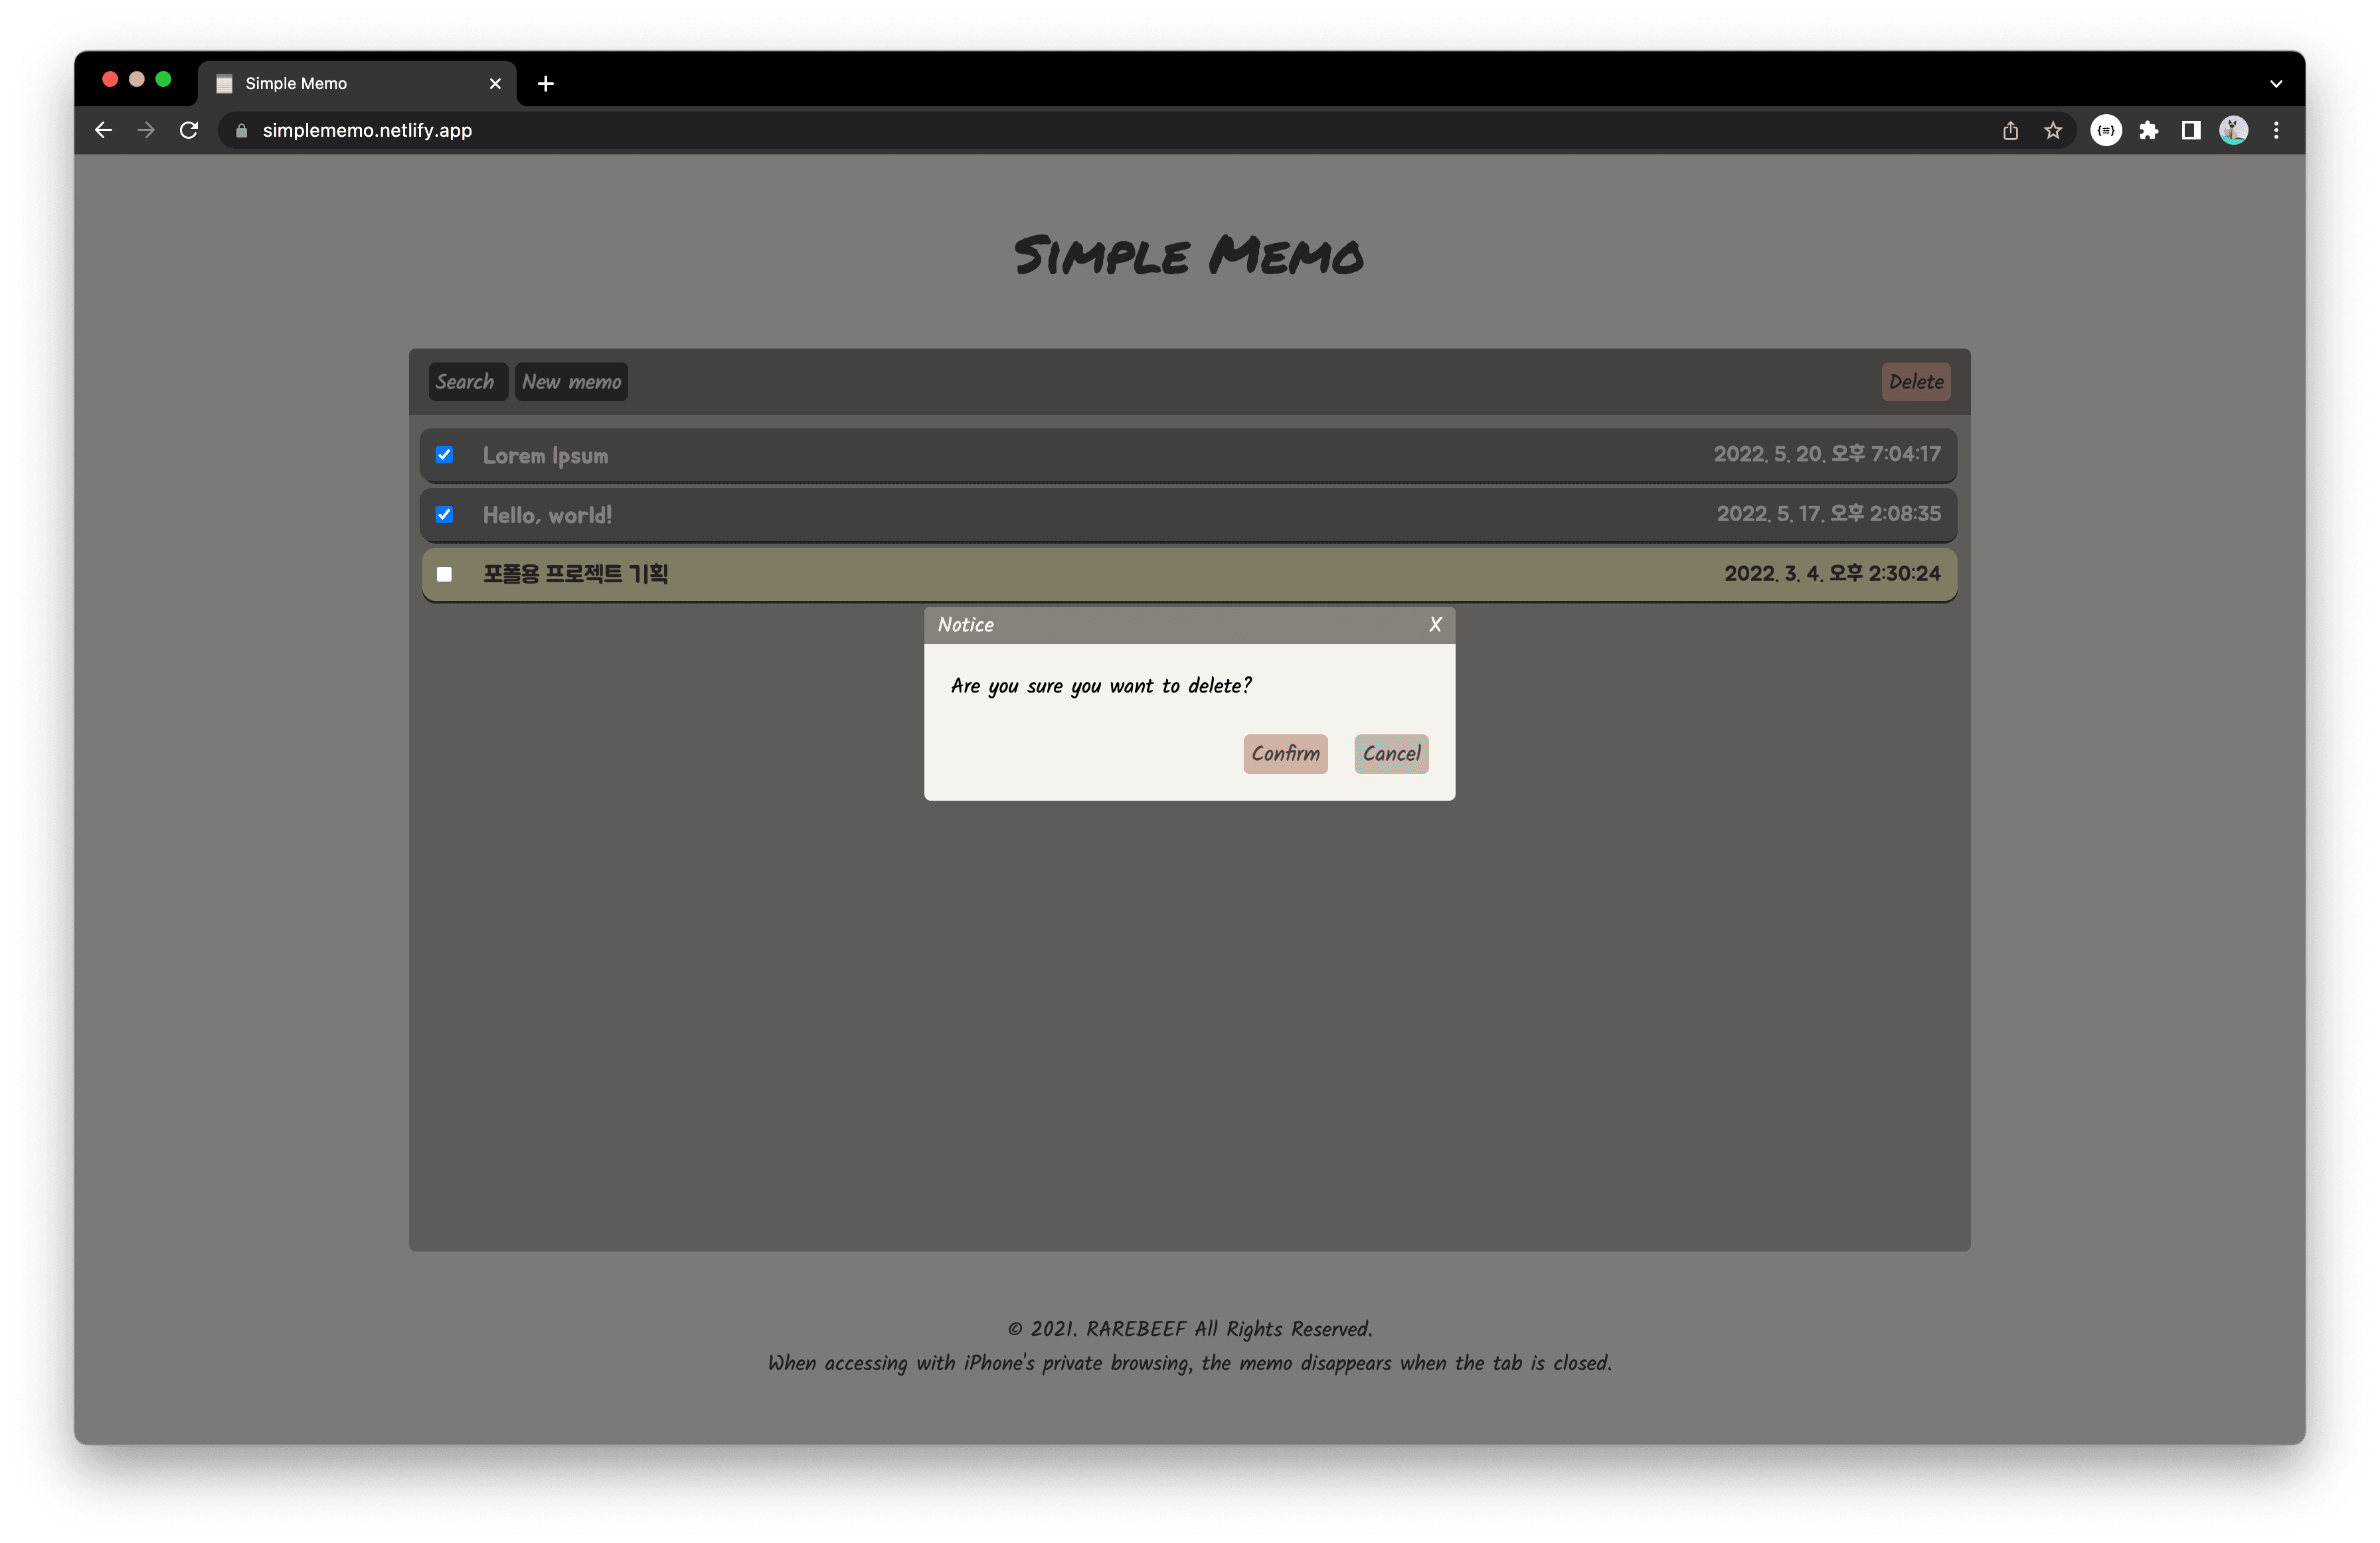 Simple Memo
simplememo.netlify.app
Simple Memo
Search New memo Delete
Lorem Ipsum 2022. 5. 20. 오후 7:04:17
Hello, world! 2022. 5. 17. 오후 2:08:35
포폴용 프로젝트 기획 2022. 3. 4. 오후 2:30:24
Notice X
Are you sure you want to delete?
Confirm Cancel
© 2021. RAREBEEF All Rights Reserved.
When accessing with iPhone's private browsing, the memo disappears when the tab is closed.